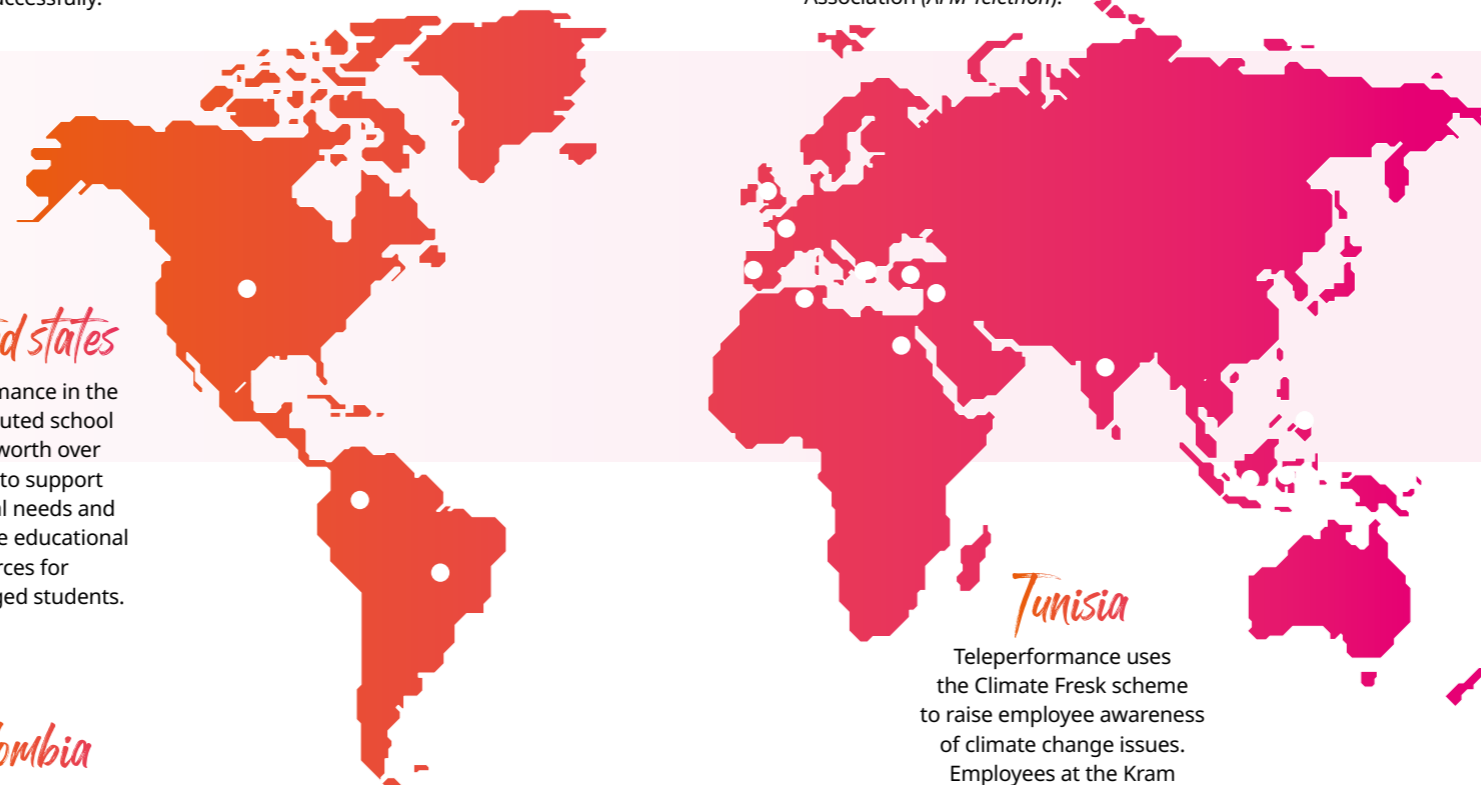 Association (AFM-Téléthon).
d states
mance in the
uted school
worth over
to support
l needs and
e educational
rces for
ged students.
ombia
Tunisia
Teleperformance uses
the Climate Fresk scheme
to raise employee awareness
of climate change issues.
Employees at the Kram